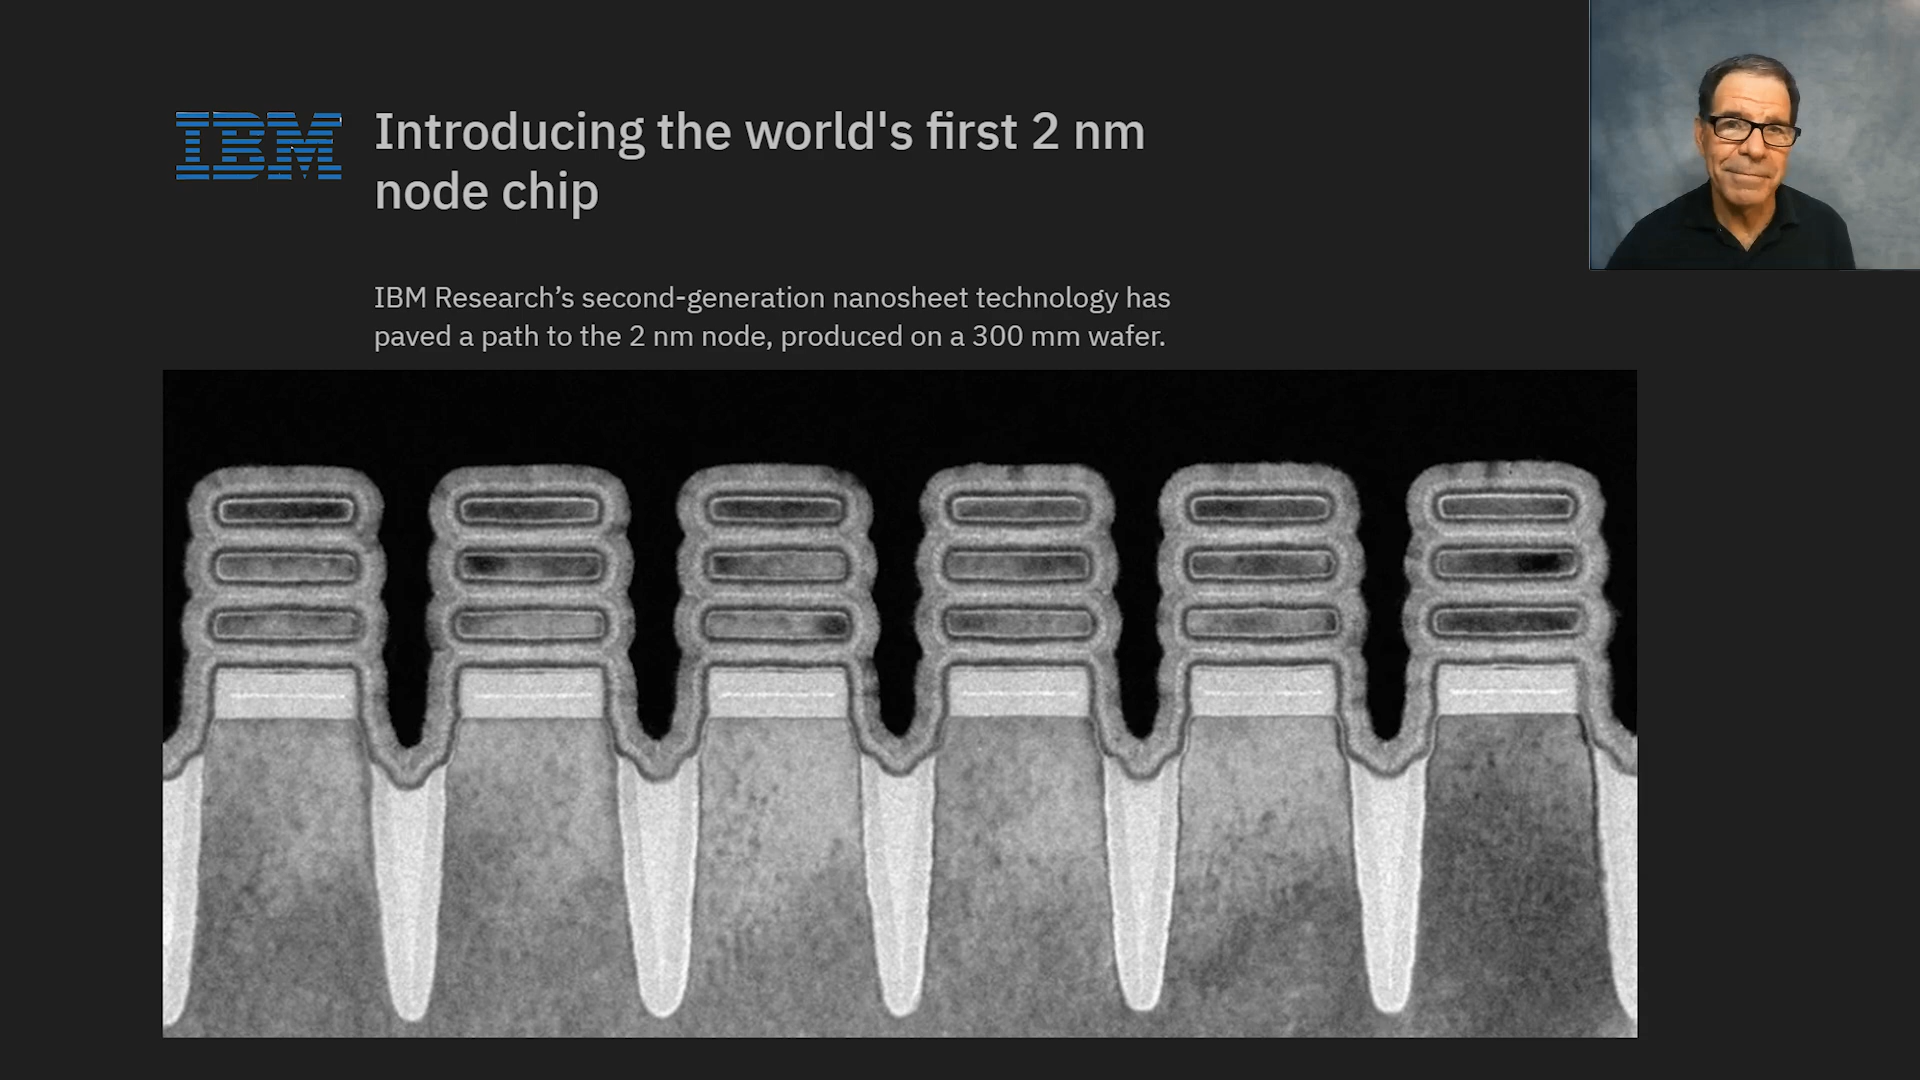 IBM
Introducing the world's first 2 nm
node chip
IBM Research’s second-generation nanosheet technology has
paved a path to the 2 nm node, produced on a 300 mm wafer.